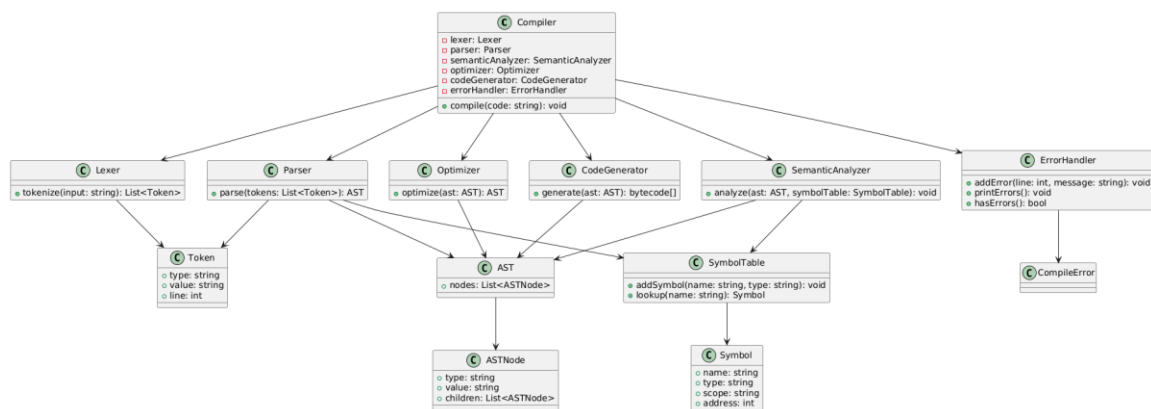 C Compiler
lexer: Lexer
parser: Parser
semanticAnalyzer: SemanticAnalyzer
optimizer: Optimizer
codeGenerator: CodeGenerator
errorHandler: ErrorHandler
compile(code: string): void
C Lexer
tokenize(input: string): List<Token>
C Parser
parse(tokens: List<Token>): AST
C Optimizer
optimize(ast: AST): AST
C CodeGenerator
generate(ast: AST): bytecode[]
C SemanticAnalyzer
analyze(ast: AST, symbolTable: SymbolTable): void
C ErrorHandler
addError(line: int, message: string): void
printErrors(): void
hasErrors(): bool
C Token
type: string
value: string
line: int
C AST
nodes: List<ASTNode>
C SymbolTable
addSymbol(name: string, type: string): void
lookup(name: string): Symbol
C CompileError
C ASTNode
type: string
value: string
children: List<ASTNode>
C Symbol
name: string
type: string
scope: string
address: int